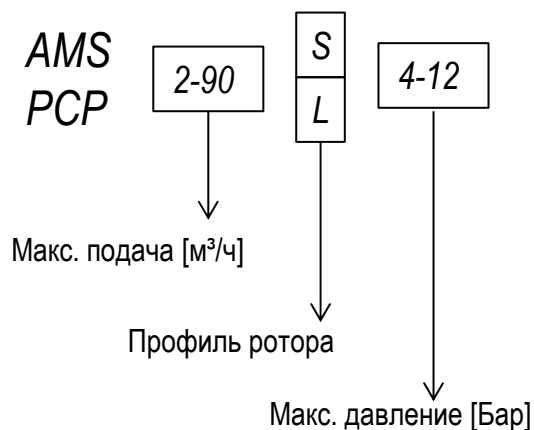 AMS
PCP
2-90
S
L
4-12
Макс. подача [м³/ч]
Профиль ротора
Макс. давление [Бар]